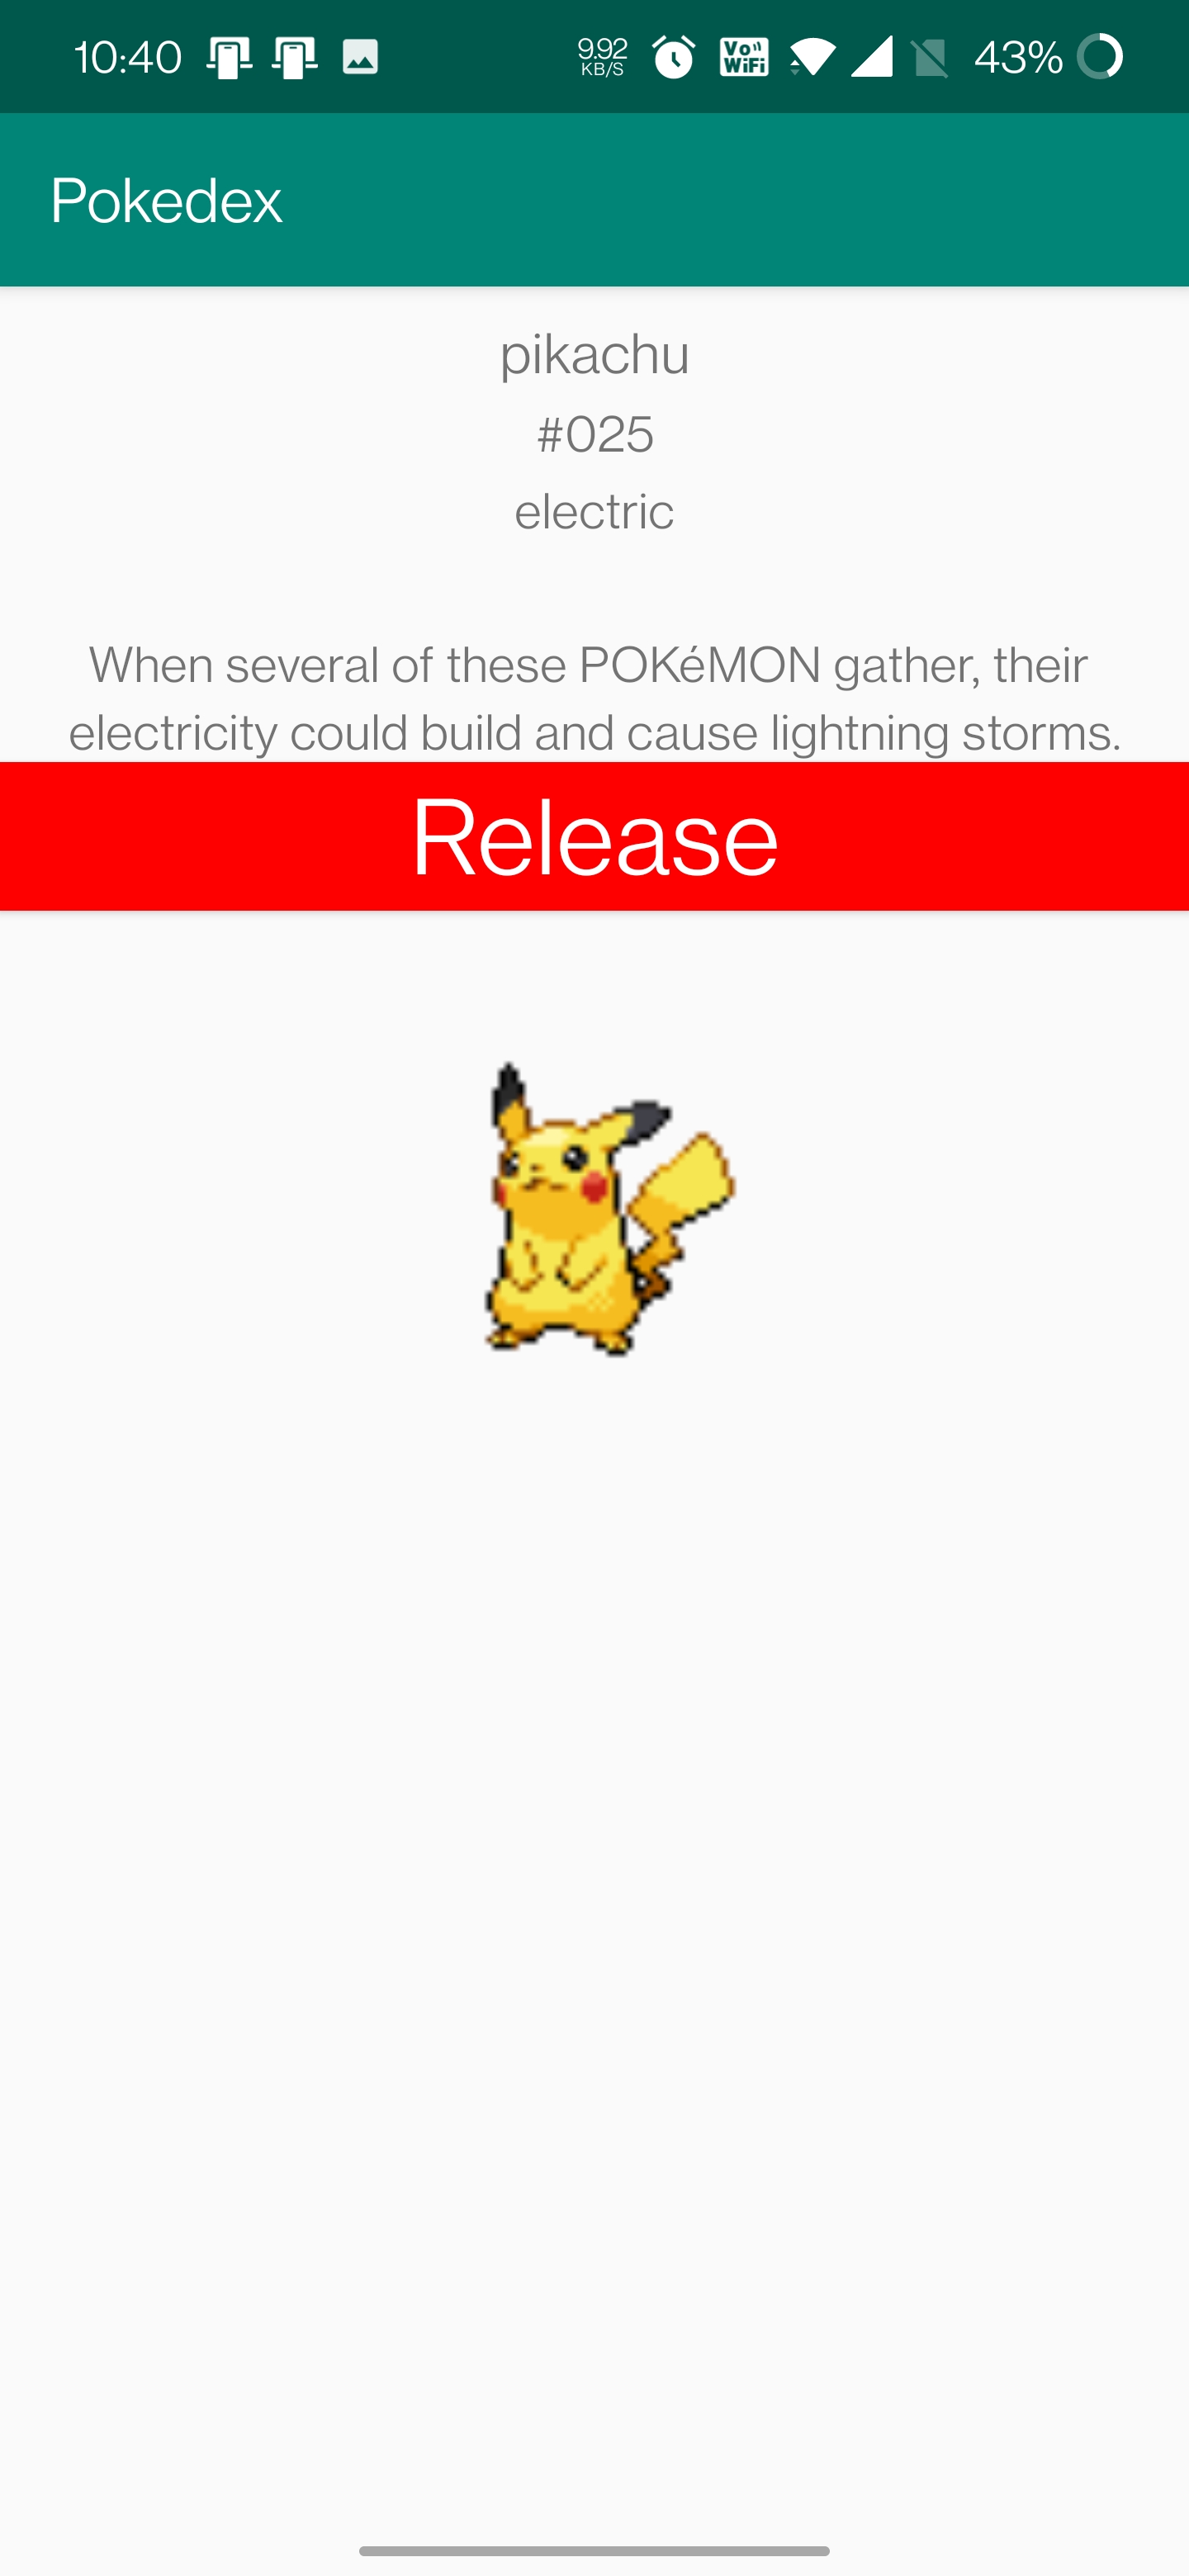 10:40
9.92
KB/S
Vo))
WiFi
43%
Pokedex
pikachu
#025
electric
When several of these POKéMON gather, their
electricity could build and cause lightning storms.
Release